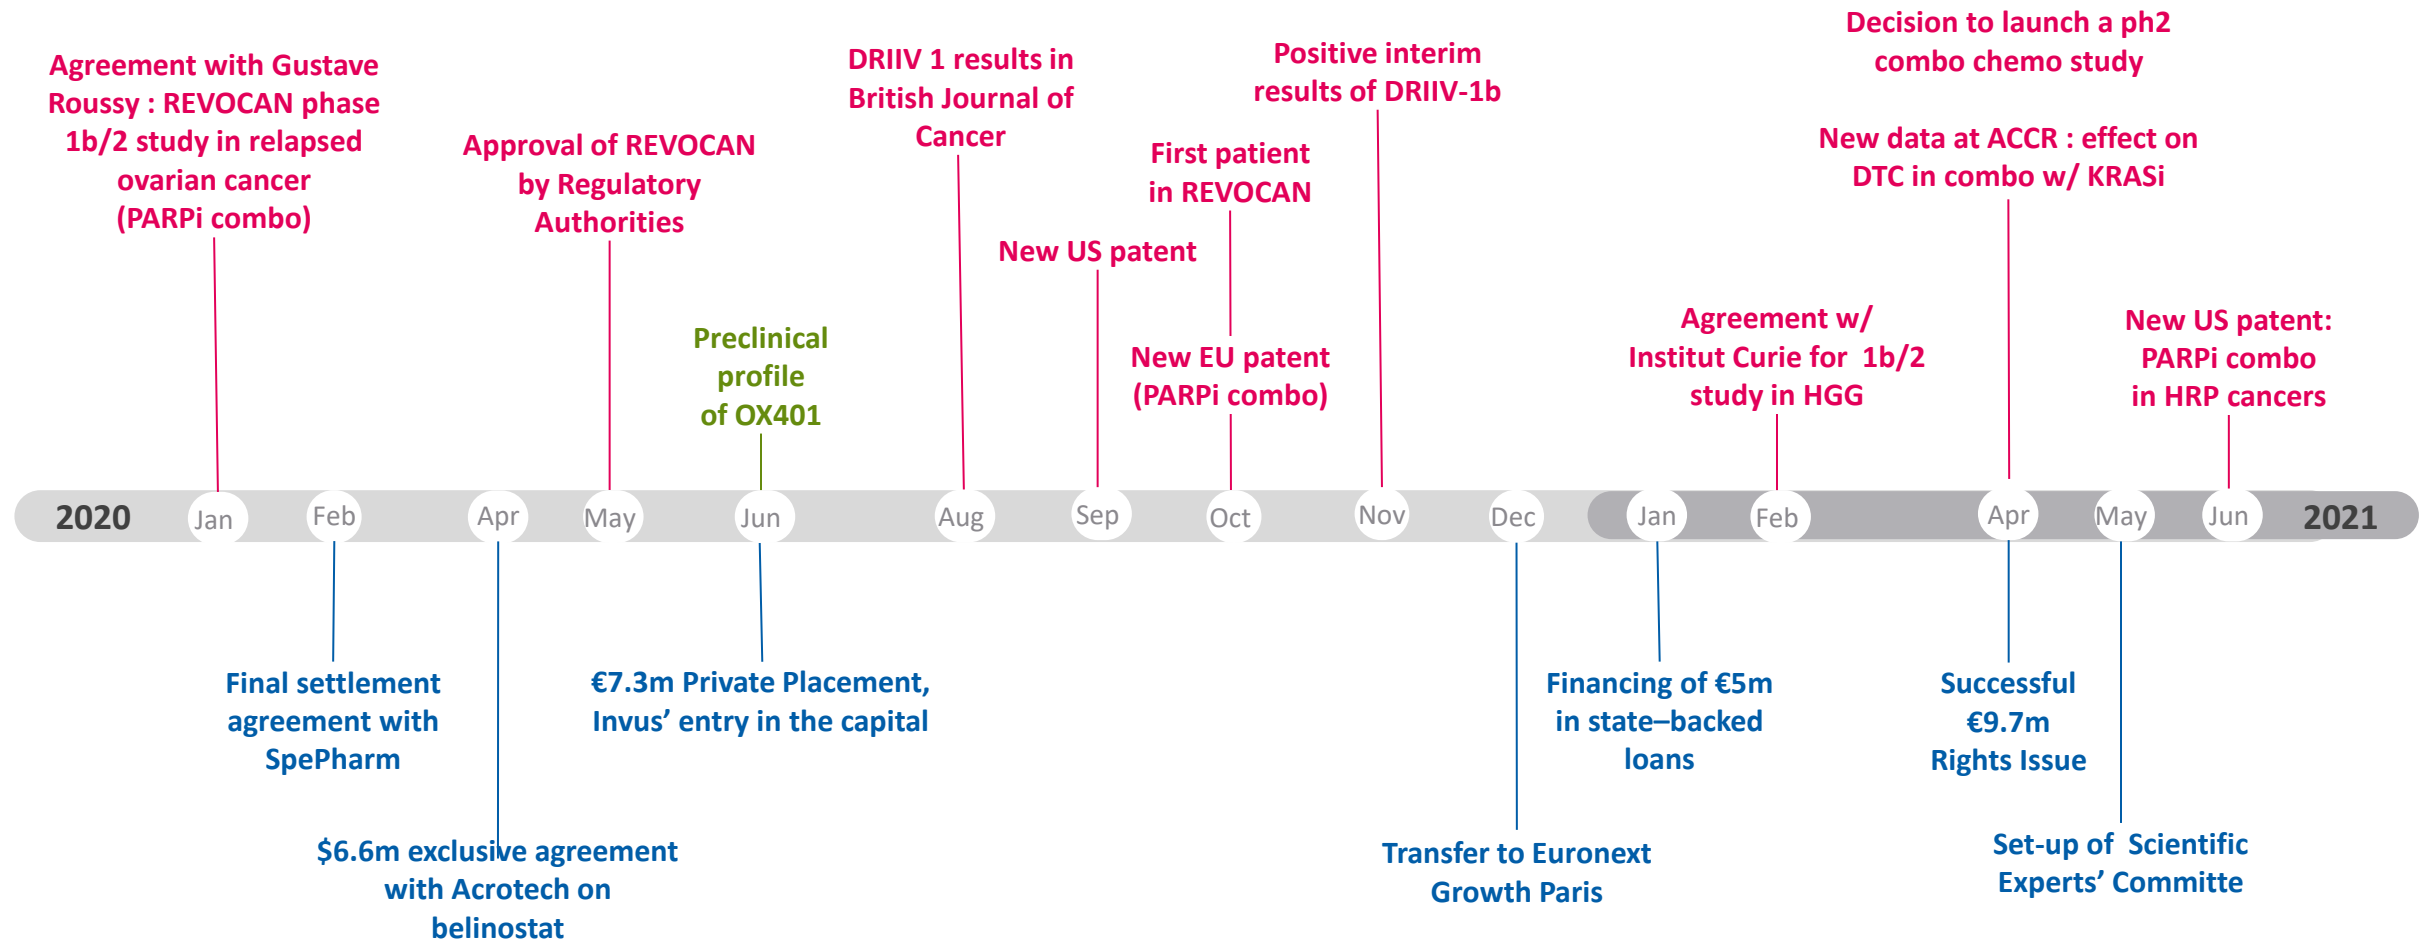 Agreement with Gustave
Roussy : REVOCAN phase
1b/2 study in relapsed
ovarian cancer
(PARPi combo)
Approval of REVOCAN
by Regulatory
Authorities
Preclinical
profile
of OX401
DRIIV 1 results in
British Journal of
Cancer
New US patent
First patient
in REVOCAN
New EU patent
(PARPi combo)
Positive interim
results of DRIIV-1b
Agreement w/
Institut Curie for 1b/2
study in HGG
Decision to launch a ph2
combo chemo study
New data at ACCR : effect on
DTC in combo w/ KRASi
New US patent:
PARPi combo
in HRP cancers
2020 Jan Feb Apr May Jun Aug Sep Oct Nov Dec Jan Feb Apr May Jun 2021
Final settlement
agreement with
SpePharm
$6.6m exclusive agreement
with Acrotech on
belinostat
€7.3m Private Placement,
Invus’ entry in the capital
Transfer to Euronext
Growth Paris
Financing of €5m
in state–backed
loans
Successful
€9.7m
Rights Issue
Set-up of Scientific
Experts’ Committe